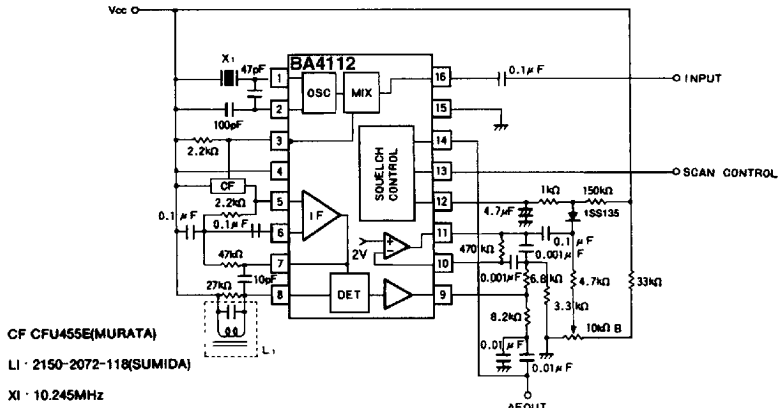 Vcc
BA4112
X1
47pF
100pF
2.2kΩ
CF
2.2kΩ
0.1μF
0.1μF
47kΩ
10pF
27kΩ
L1
1
2
3
4
5
6
7
8
OSC
MIX
SQUELCH CONTROL
IF
2V
+
−
DET
16
15
14
13
12
11
10
9
0.1μF
INPUT
SCAN CONTROL
1kΩ
150kΩ
4.7μF
1SS135
470kΩ
0.1μF
0.001μF
0.001μF
6.8kΩ
4.7kΩ
33kΩ
3.3kΩ
8.2kΩ
10kΩ B
0.01μF
0.01μF
AFOUT
CF CFU455E(MURATA)
LI · 2150-2072-118(SUMIDA)
XI · 10.245MHz